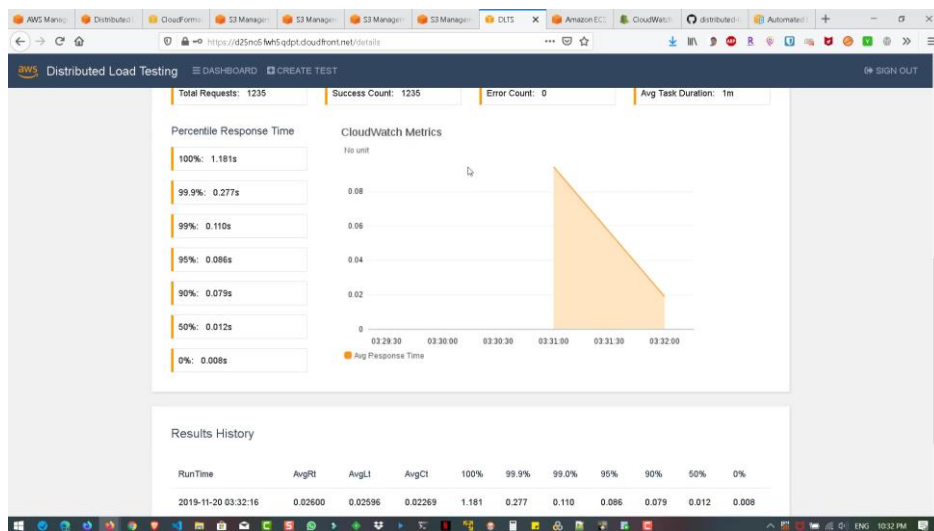 AWS Manag
Distributed
CloudForma
S3 Managem
S3 Managem
S3 Managem
S3 Managem
DLTS
Amazon ECS
CloudWatch
distributed-
Automated
https://d25no5fwh5qdpt.cloudfront.net/details
aws Distributed Load Testing DASHBOARD CREATE TEST SIGN OUT
Total Requests: 1235 Success Count: 1235 Error Count: 0 Avg Task Duration: 1m
Percentile Response Time
100%: 1.181s
99.9%: 0.277s
99%: 0.110s
95%: 0.086s
90%: 0.079s
50%: 0.012s
0%: 0.008s
CloudWatch Metrics
No unit
0.08
0.06
0.04
0.02
0
03:29:30 03:30:00 03:30:30 03:31:00 03:31:30 03:32:00
Avg Response Time
Results History
RunTime AvgRt AvgLt AvgCt 100% 99.9% 99.0% 95% 90% 50% 0%
2019-11-20 03:32:16 0.02600 0.02596 0.02269 1.181 0.277 0.110 0.086 0.079 0.012 0.008
ENG 10:32 PM